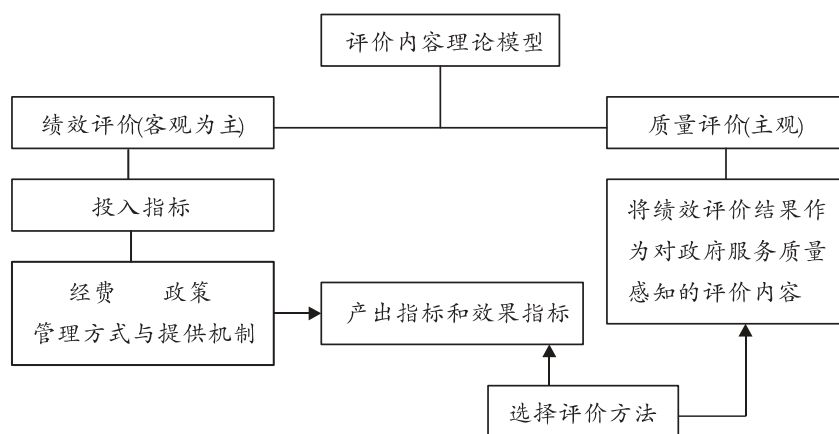 评价内容理论模型
绩效评价(客观为主)
质量评价(主观)
投入指标
将绩效评价结果作
为对政府服务质量
感知的评价内容
经费 政策
管理方式与提供机制
产出指标和效果指标
选择评价方法